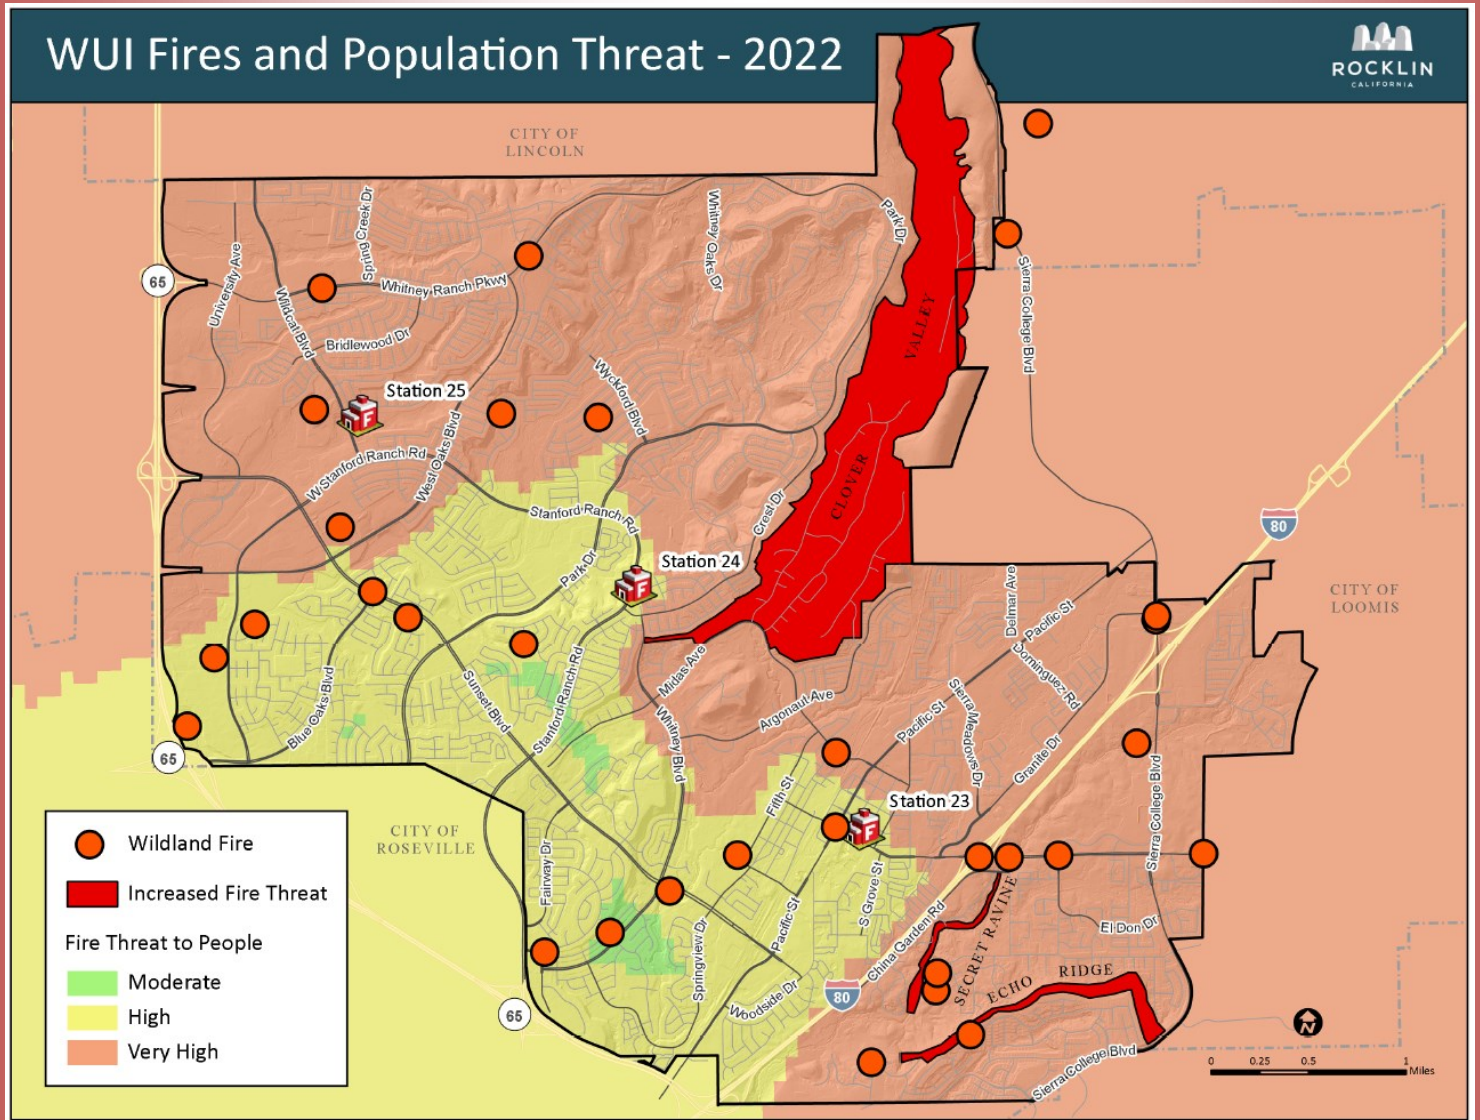 WUI Fires and Population Threat - 2022
ROCKLIN
CALIFORNIA
CITY OF
LINCOLN
Spring Creek Dr
Whitney Oaks Dr
Park Dr
University Ave
65
Wildcat Blvd
Whitney Ranch Pkwy
Sierra College Blvd
Bridlewood Dr
VALLEY
Station 25
Wyckford Blvd
West Oaks Blvd
W Stanford Ranch Rd
CLOVER
Crest Dr
Stanford Ranch Rd
80
Park Dr
Station 24
Delmar Ave
Pacific St
CITY OF
LOOMIS
Dominguez Rd
Midas Ave
Stanford Ranch Rd
Sunset Blvd
Blue Oaks Blvd
Argonaut Ave
Pacific St
Sierra Meadows Dr
Whitney Blvd
Granite Dr
65
Fifth St
Station 23
Sierra College Blvd
CITY OF
ROSEVILLE
Fairway Dr
S Grove St
Pacific St
China Garden Rd
SECRET RAVINE
El Don Dr
Springview Dr
ECHO RIDGE
Woodside Dr
80
65
Sierra College Blvd
Wildland Fire
Increased Fire Threat
Fire Threat to People
Moderate
High
Very High
N
0 0.25 0.5 1
Miles